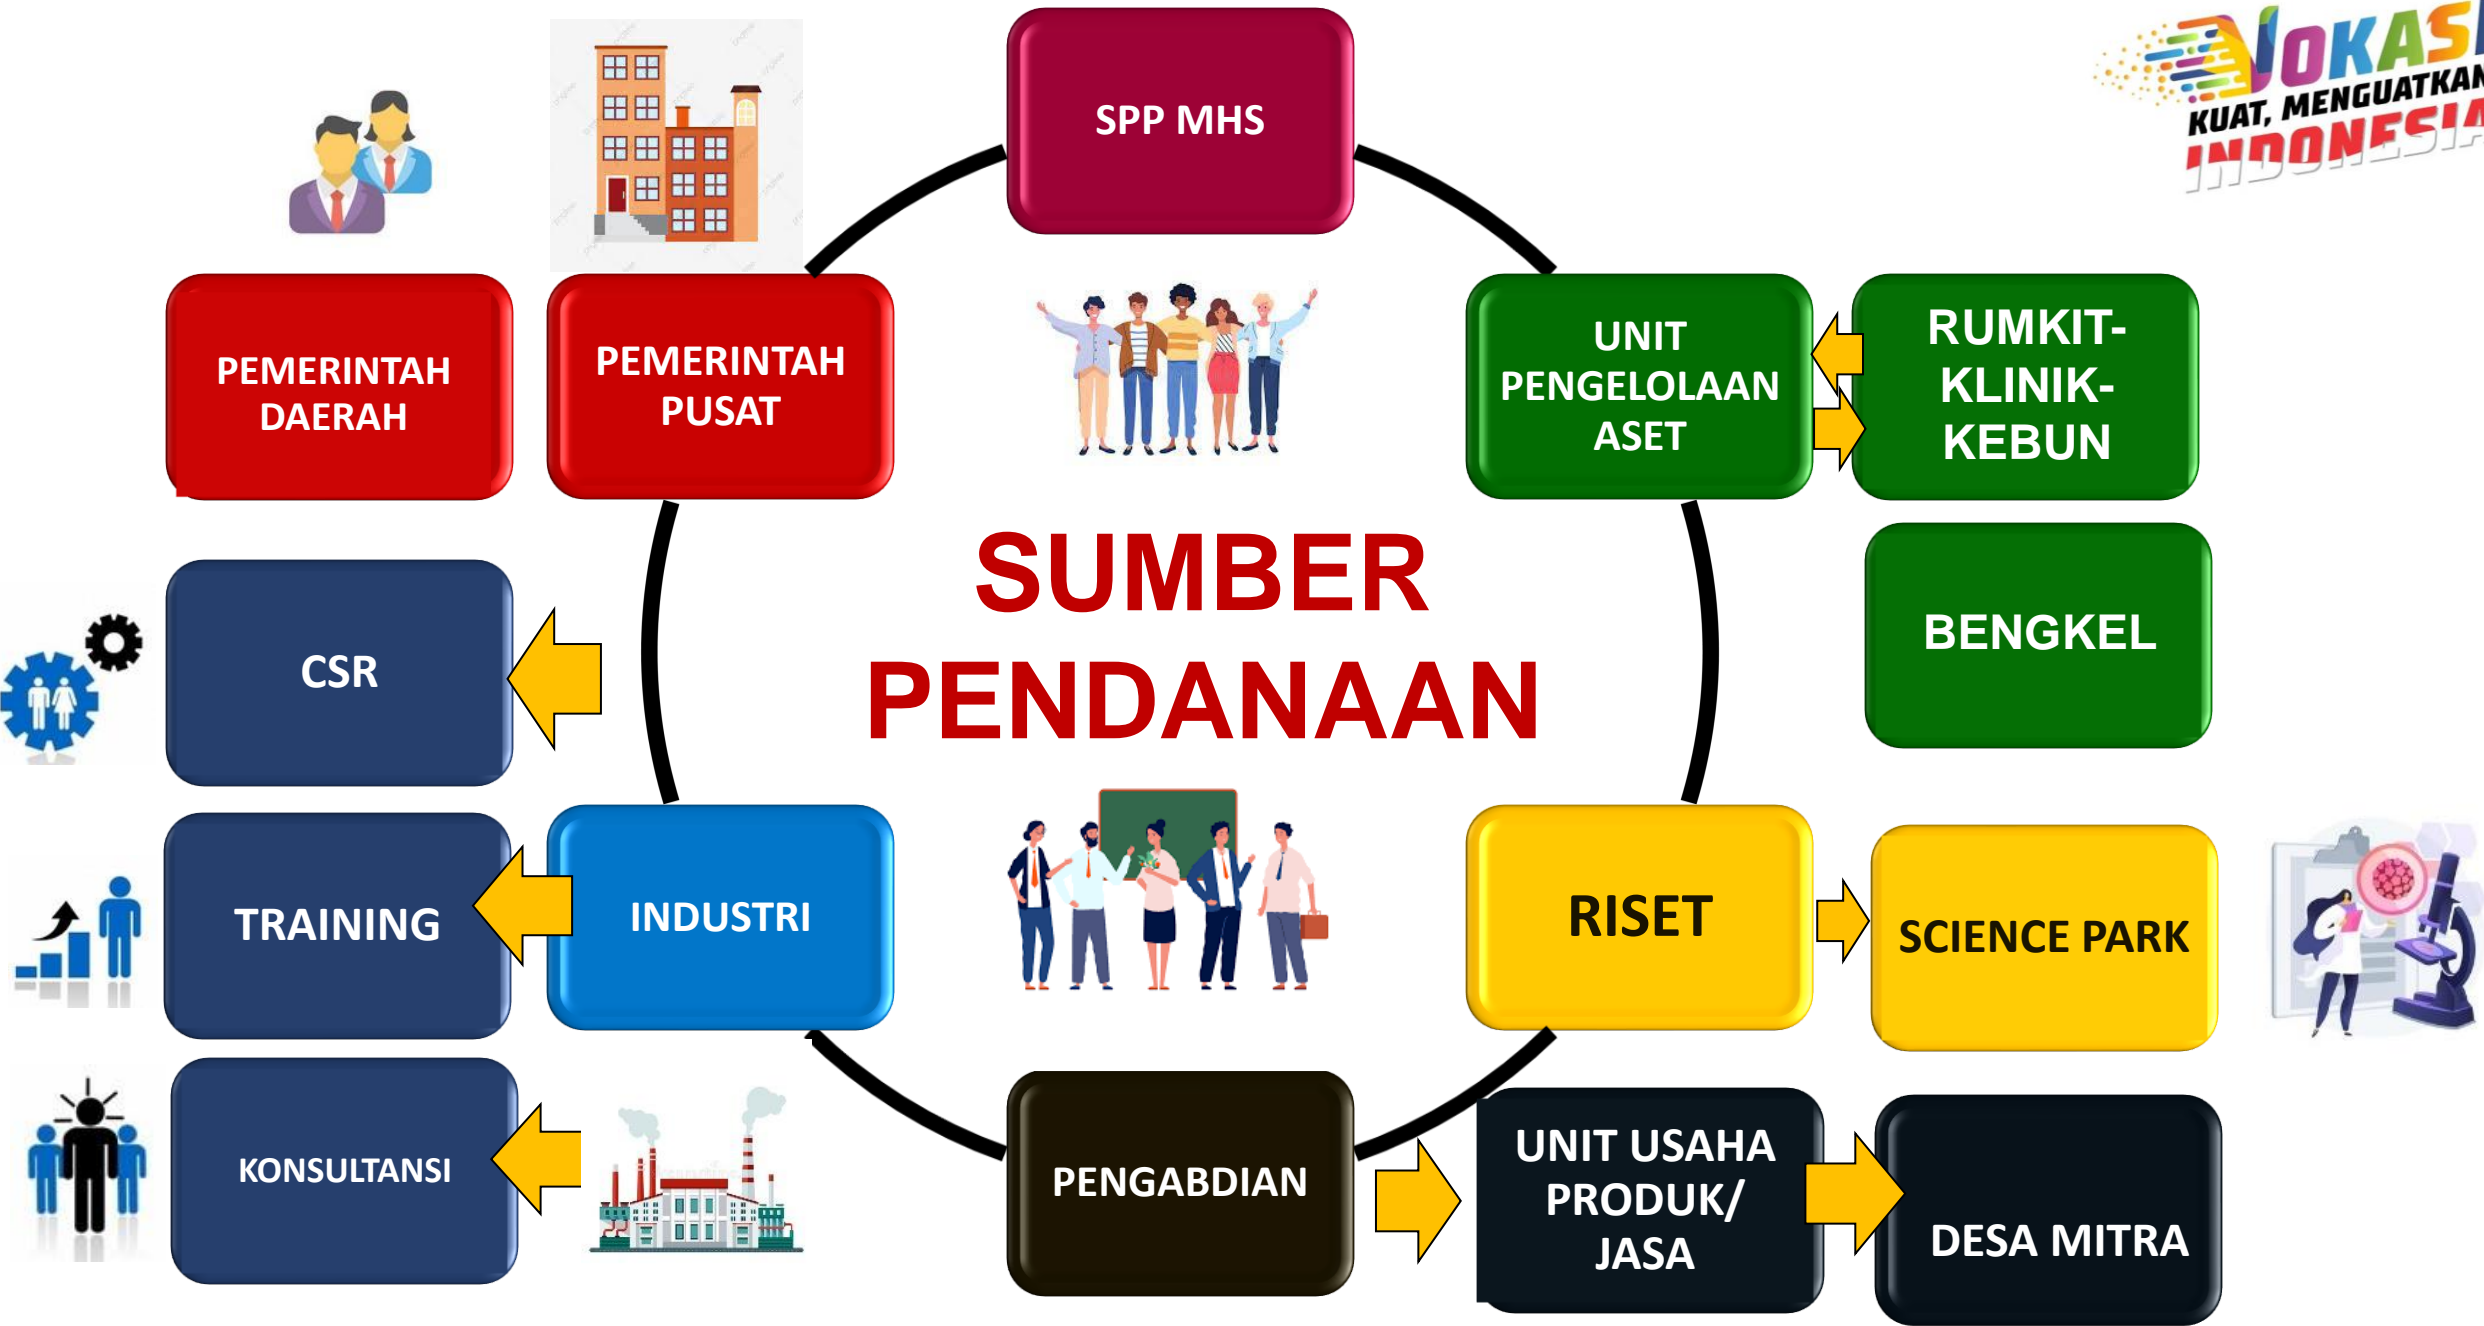 VOKASI
KUAT, MENGUATKAN
INDONESIA
SPP MHS
PEMERINTAH
DAERAH
PEMERINTAH
PUSAT
UNIT
PENGELOLAAN
ASET
RUMKIT-
KLINIK-
KEBUN
SUMBER
PENDANAAN
CSR
BENGKEL
TRAINING
INDUSTRI
RISET
SCIENCE PARK
KONSULTANSI
PENGABDIAN
UNIT USAHA
PRODUK/
JASA
DESA MITRA